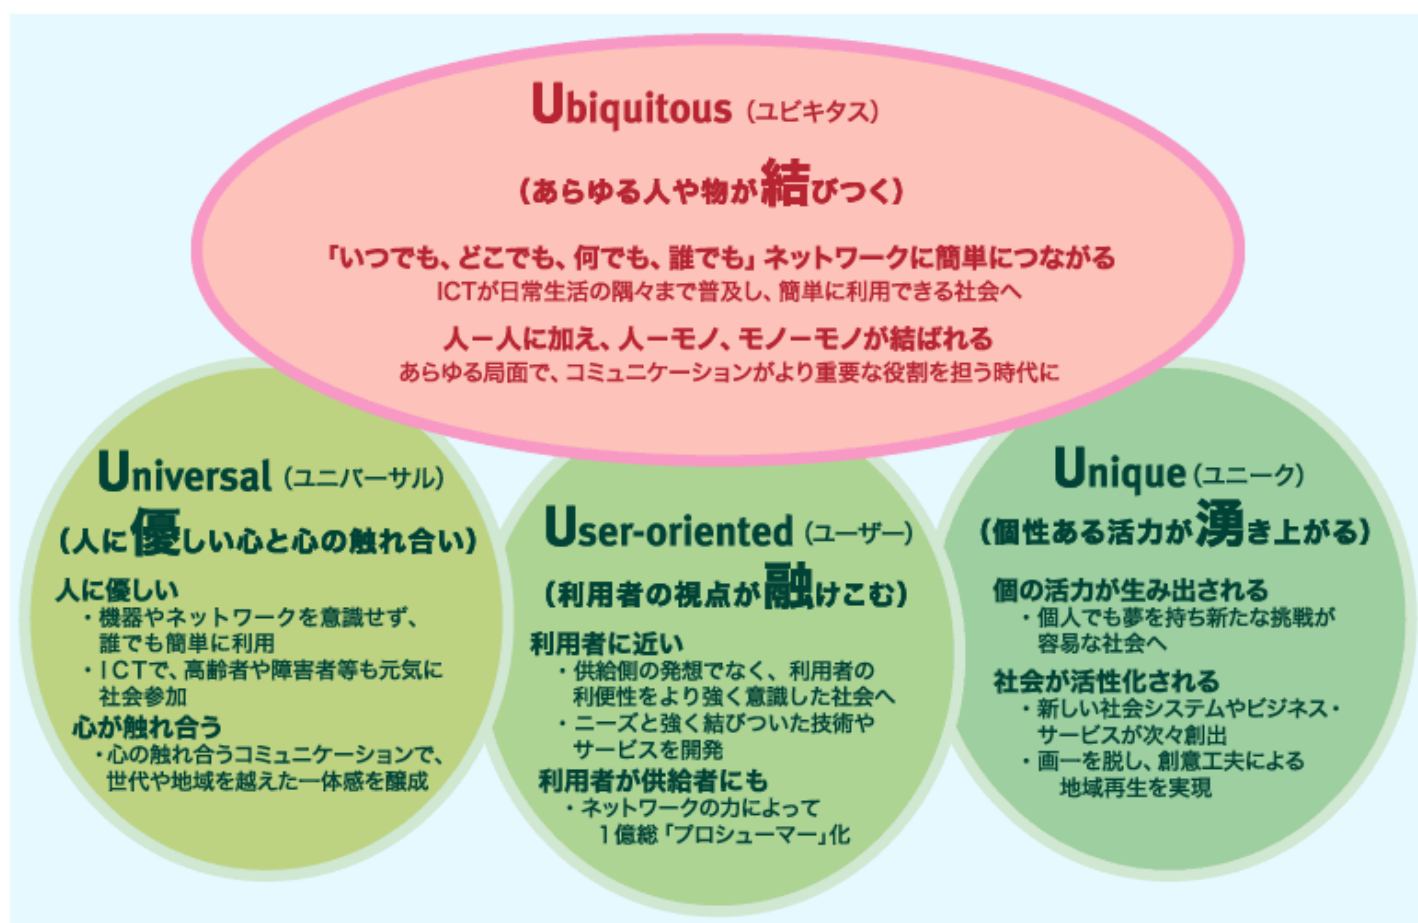 Ubiquitous（ユビキタス）
（あらゆる人や物が結びつく）
「いつでも、どこでも、何でも、誰でも」ネットワークに簡単につながる
ICTが日常生活の隅々まで普及し、簡単に利用できる社会へ
人ー人に加え、人ーモノ、モノーモノが結ばれる
あらゆる局面で、コミュニケーションがより重要な役割を担う時代に
Universal（ユニバーサル）
（人に優しい心と心の触れ合い）
人に優しい
・機器やネットワークを意識せず、
誰でも簡単に利用
・ICTで、高齢者や障害者等も元気に
社会参加
心が触れ合う
・心の触れ合うコミュニケーションで、
世代や地域を越えた一体感を醸成
User-oriented（ユーザー）
（利用者の視点が融けこむ）
利用者に近い
・供給側の発想でなく、利用者の
利便性をより強く意識した社会へ
・ニーズと強く結びついた技術や
サービスを開発
利用者が供給者にも
・ネットワークの力によって
1億総「プロシューマー」化
Unique（ユニーク）
（個性ある活力が湧き上がる）
個の活力が生み出される
・個人でも夢を持ち新たな挑戦が
容易な社会へ
社会が活性化される
・新しい社会システムやビジネス・
サービスが次々創出
・画一を脱し、創意工夫による
地域再生を実現